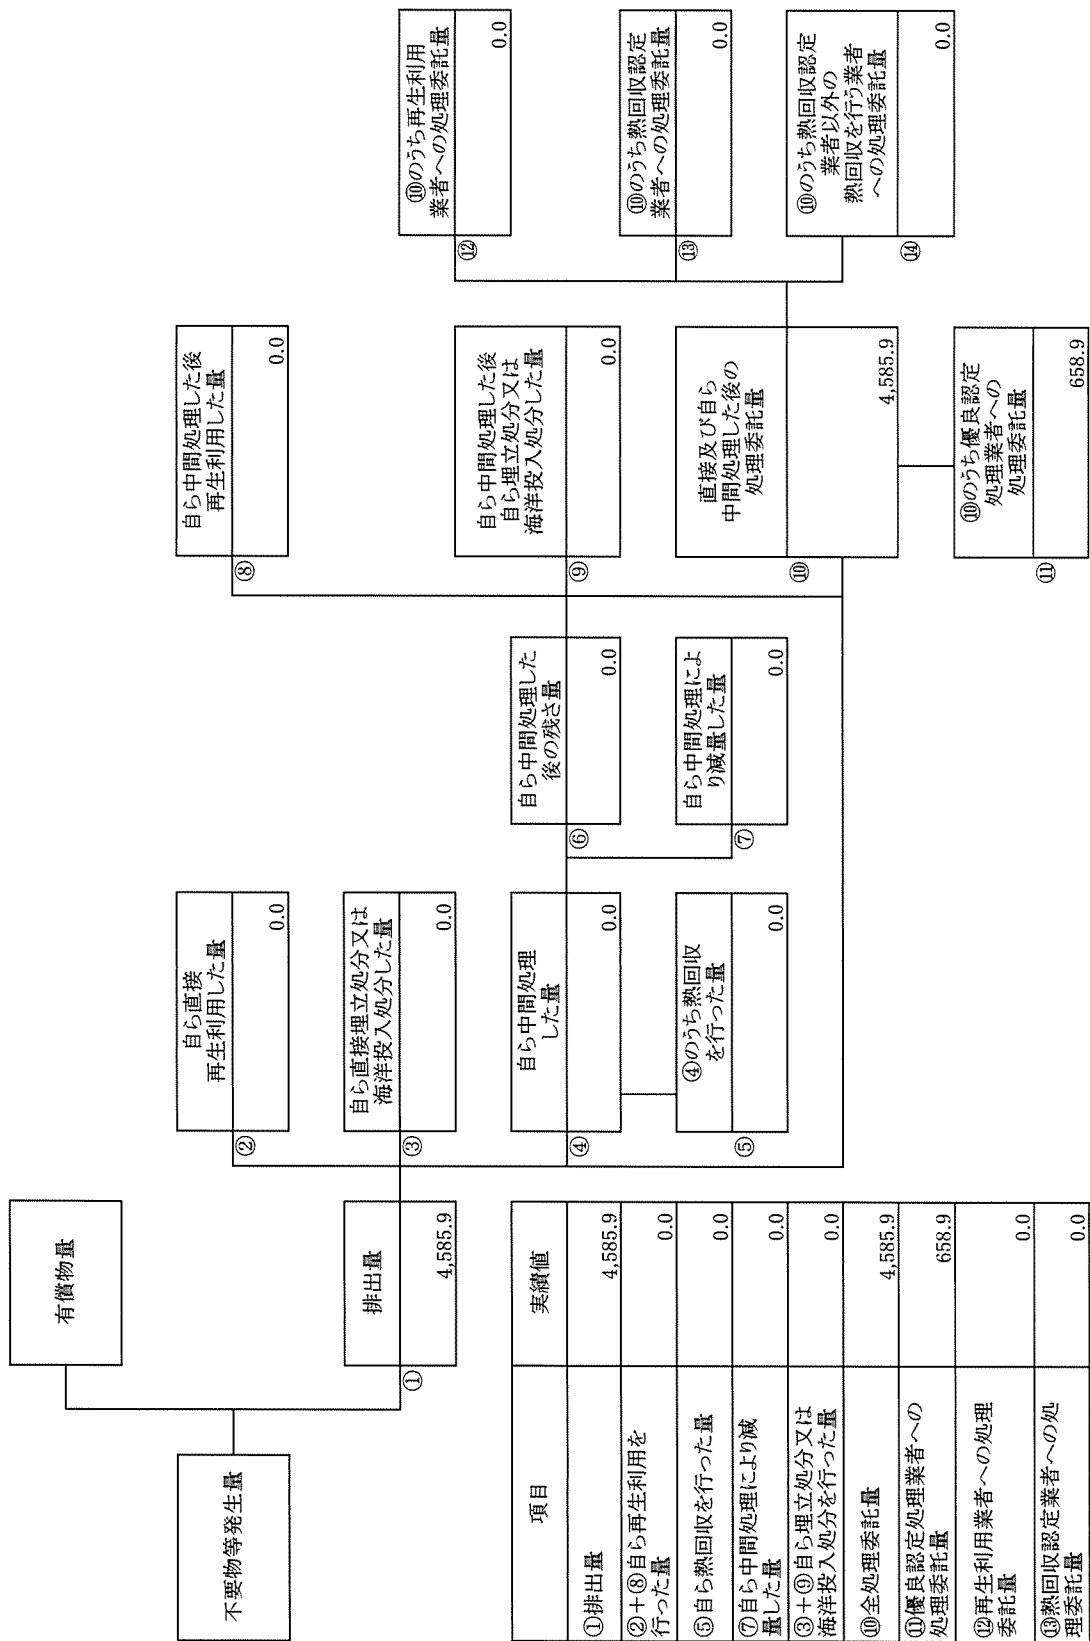 不要物等発生量
有償物量
排出量
①
4,585.9
自ら直接
再生利用した量
②
0.0
自ら直接埋立処分又は
海洋投入処分した量
③
0.0
自ら中間処理
した量
④
0.0
④のうち熱回収
を行った量
⑤
0.0
自ら中間処理した
後の残さ量
⑥
0.0
自ら中間処理によ
り減量した量
⑦
0.0
自ら中間処理した後
再生利用した量
⑧
0.0
自ら中間処理した後
自ら埋立処分又は
海洋投入処分した量
⑨
0.0
直接及び自ら
中間処理した後の
処理委託量
⑩
4,585.9
⑩のうち優良認定
処理業者への
処理委託量
⑪
658.9
⑩のうち再生利用
業者への処理委託量
⑫
0.0
⑩のうち熱回収認定
業者への処理委託量
⑬
0.0
⑩のうち熱回収認定
業者以外の
熱回収を行う業者
への処理委託量
⑭
0.0
項目 実績値
①排出量 4,585.9
②+⑧自ら再生利用を
行った量 0.0
⑤自ら熱回収を行った量 0.0
⑦自ら中間処理により減
量した量 0.0
③+⑨自ら埋立処分又は
海洋投入処分を行った量 0.0
⑩全処理委託量 4,585.9
⑪優良認定処理業者への
処理委託量 658.9
⑫再生利用業者への処理
委託量 0.0
⑬熱回収認定業者への処
理委託量 0.0